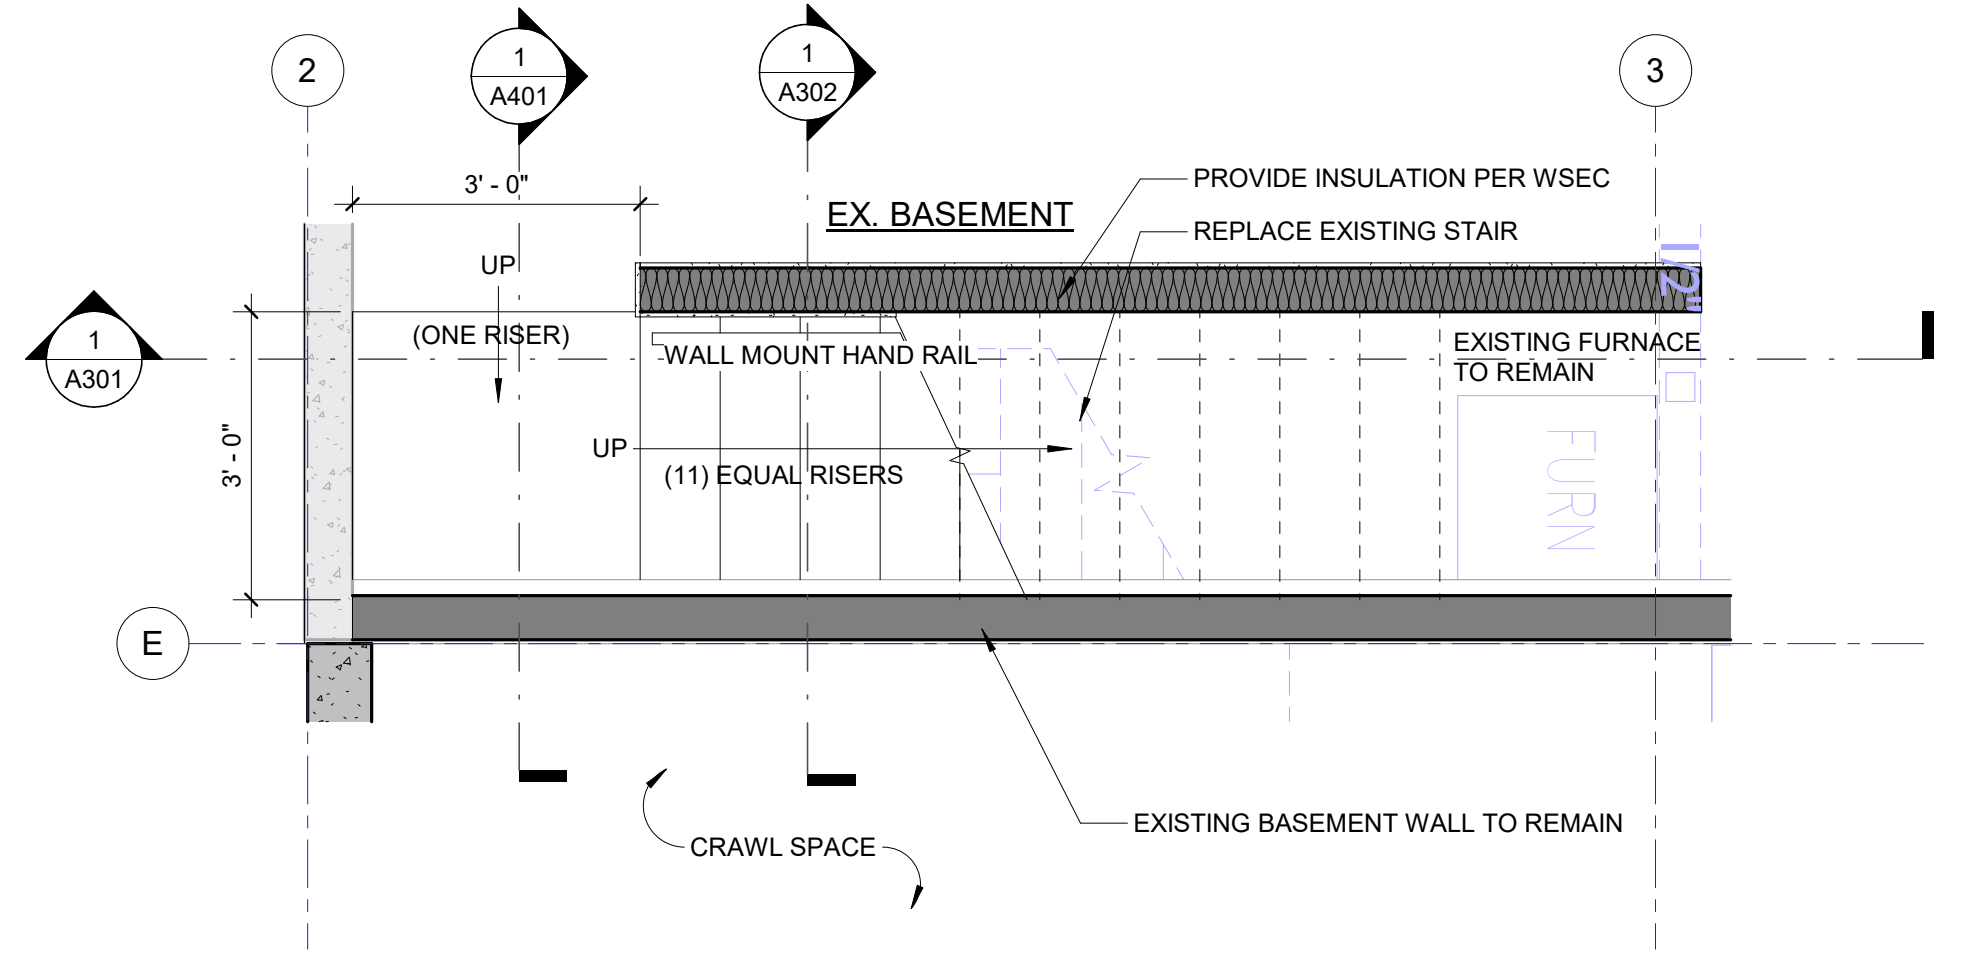 2
1
A401
1
A302
3
3' - 0"
PROVIDE INSULATION PER WSEC
EX. BASEMENT
REPLACE EXISTING STAIR
UP
1/2"
(ONE RISER)
1
A301
WALL MOUNT HAND RAIL
EXISTING FURNACE
TO REMAIN
3' - 0"
UP
(11) EQUAL RISERS
FURN
E
EXISTING BASEMENT WALL TO REMAIN
CRAWL SPACE